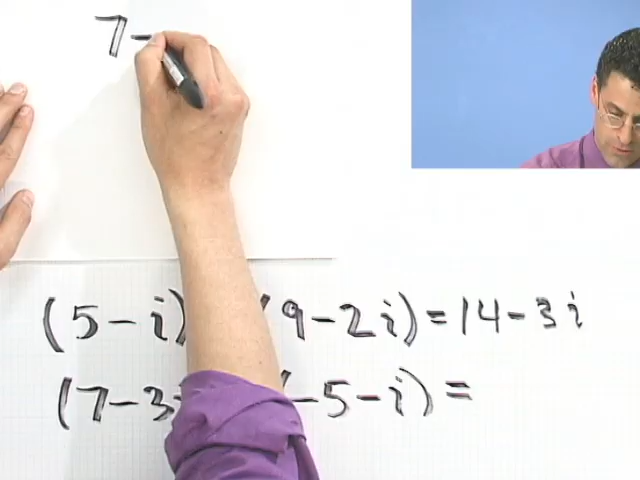 7-
(5-i) (9-2i)=14-3i
(7-3 -5-i)=